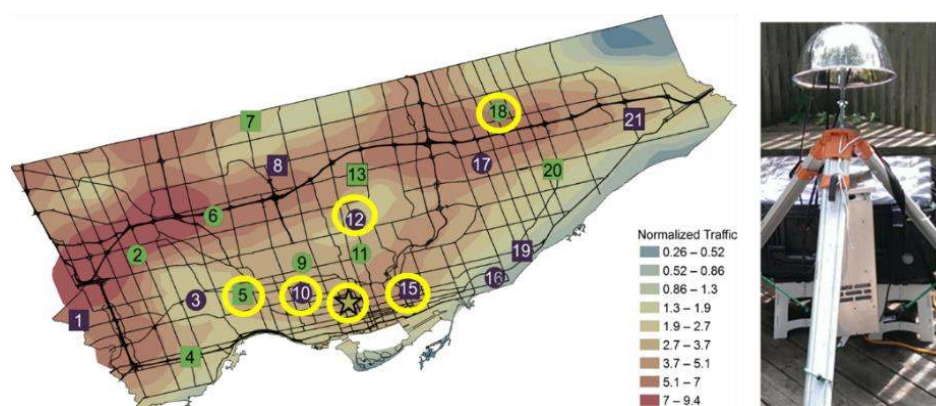 18
7
21
8
17
13
20
12
6
2
11
9
19
16
15
10
5
3
1
4
Normalized Traffic
0.26 – 0.52
0.52 – 0.86
0.86 – 1.3
1.3 – 1.9
1.9 – 2.7
2.7 – 3.7
3.7 – 5.1
5.1 – 7
7 – 9.4